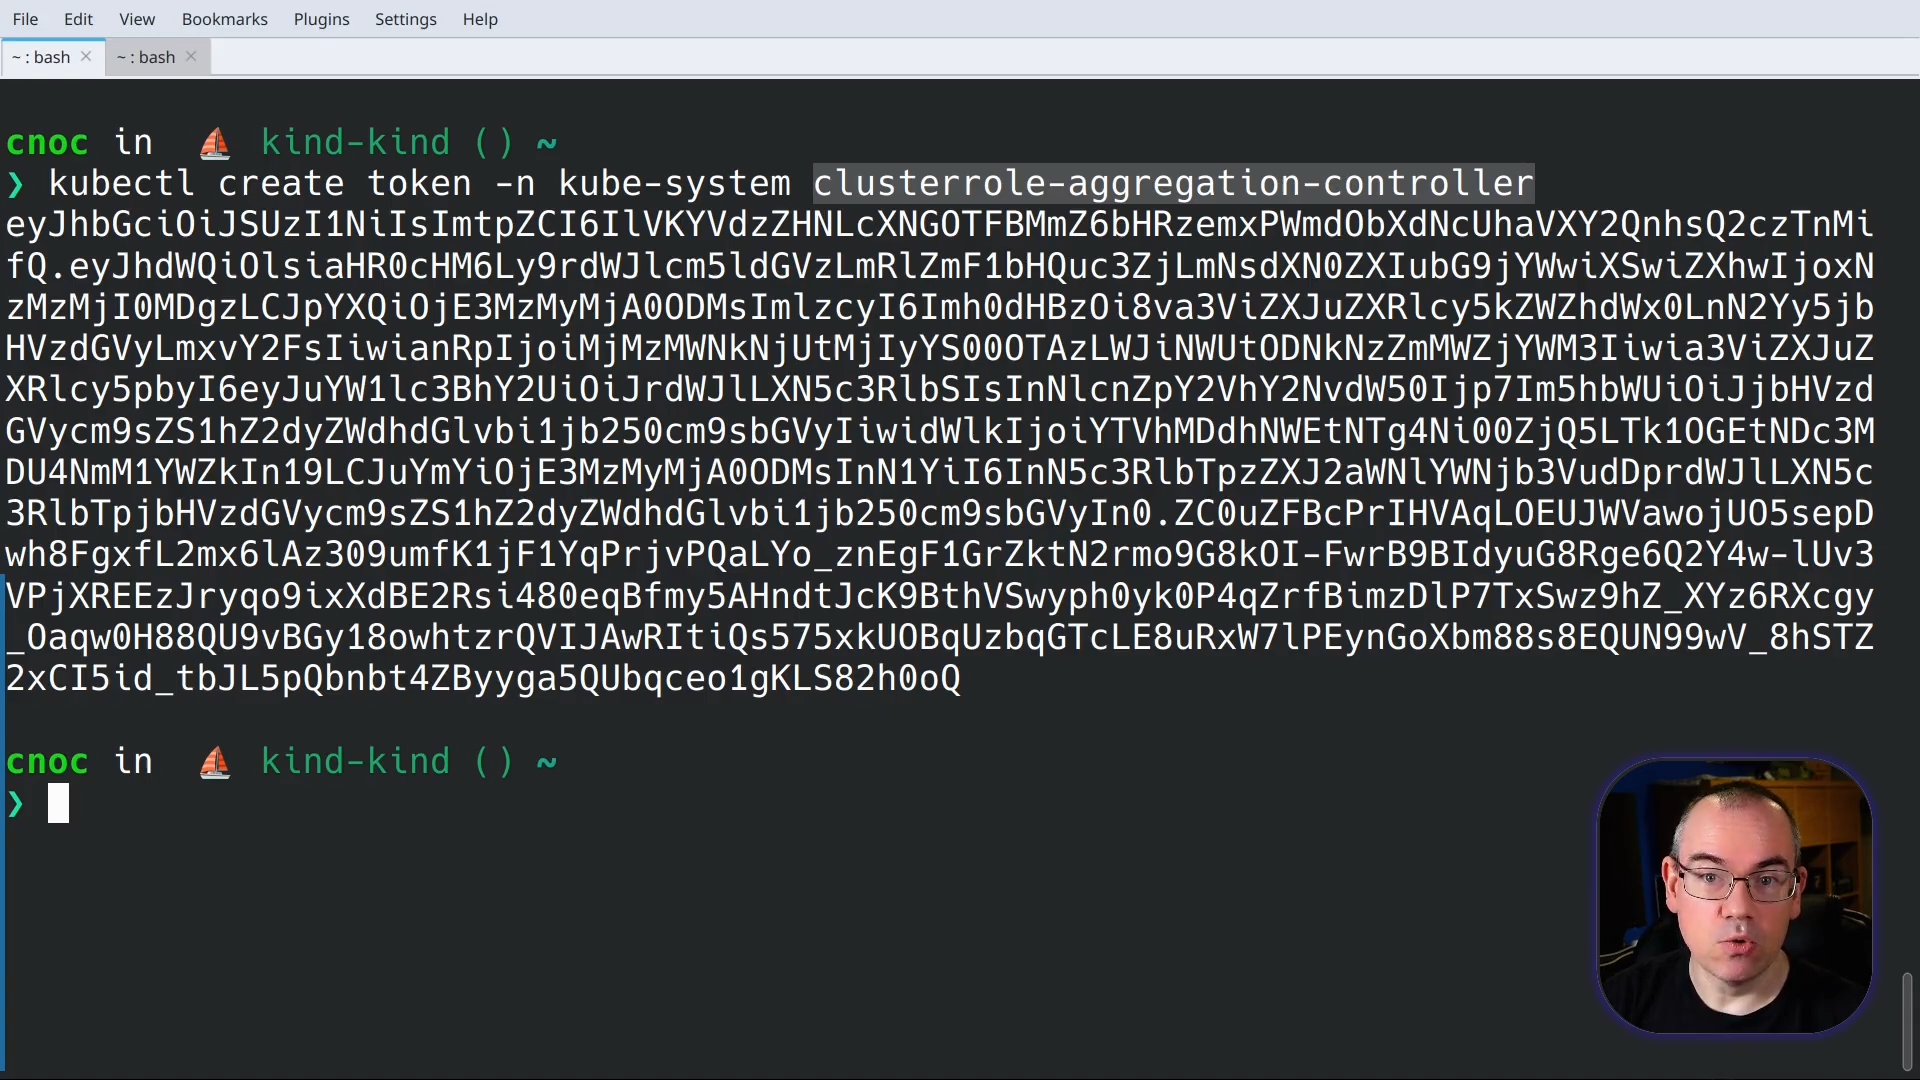 File Edit View Bookmarks Plugins Settings Help
~ : bash ~ : bash
cnoc in kind-kind () ~
❯ kubectl create token -n kube-system clusterrole-aggregation-controller
eyJhbGciOiJSUzI1NiIsImtpZCI6IlVKYVdzZHNLcXNGOTFBMmZ6bHRzemxPWmdObXdNcUhaVXY2QnhsQ2czTnMi
fQ.eyJhdWQiOlsiaHR0cHM6Ly9rdWJlcm5ldGVzLmRlZmF1bHQuc3ZjLmNsdXN0ZXIubG9jYWwiXSwiZXhwIjoxN
zMzMjI0MDgzLCJpYXQiOjE3MzMyMjA0ODMsImlzcyI6Imh0dHBzOi8va3ViZXJuZXRlcy5kZWZhdWx0LnN2Yy5jb
HVzdGVyLmxvY2FsIiwianRpIjoiMjMzMWNkNjUtMjIyYS00OTAzLWJiNWUtODNkNzZmMWZjYWM3Iiwia3ViZXJuZ
XRlcy5pbyI6eyJuYW1lc3BhY2UiOiJrdWJlLXN5c3RlbSIsInNlcnZpY2VhY2NvdW50Ijp7Im5hbWUiOiJjbHVzd
GVycm9sZS1hZ2dyZWdhdGlvbi1jb250cm9sbGVyIiwidWlkIjoiYTVhMDdhNWEtNTg4Ni00ZjQ5LTk1OGEtNDc3M
DU4NmM1YWZkIn19LCJuYmYiOjE3MzMyMjA0ODMsInN1YiI6InN5c3RlbTpzZXJ2aWNlYWNjb3VudDprdWJlLXN5c
3RlbTpjbHVzdGVycm9sZS1hZ2dyZWdhdGlvbi1jb250cm9sbGVyIn0.ZC0uZFBcPrIHVAqLOEUJWVawojUO5sepD
wh8FgxfL2mx6lAz309umfK1jF1YqPrjvPQaLYo_znEgF1GrZktN2rmo9G8kOI-FwrB9BIdyuG8Rge6Q2Y4w-lUv3
VPjXREEzJryqo9ixXdBE2Rsi480eqBfmy5AHndtJcK9BthVSwyph0yk0P4qZrfBimzDlP7TxSwz9hZ_XYz6RXcgy
_Oaqw0H88QU9vBGy18owhtzrQVIJAwRItiQs575xkUOBqUzbqGTcLE8uRxW7lPEynGoXbm88s8EQUN99wV_8hSTZ
2xCI5id_tbJL5pQbnbt4ZByyga5QUbqceo1gKLS82h0oQ
cnoc in kind-kind () ~
❯